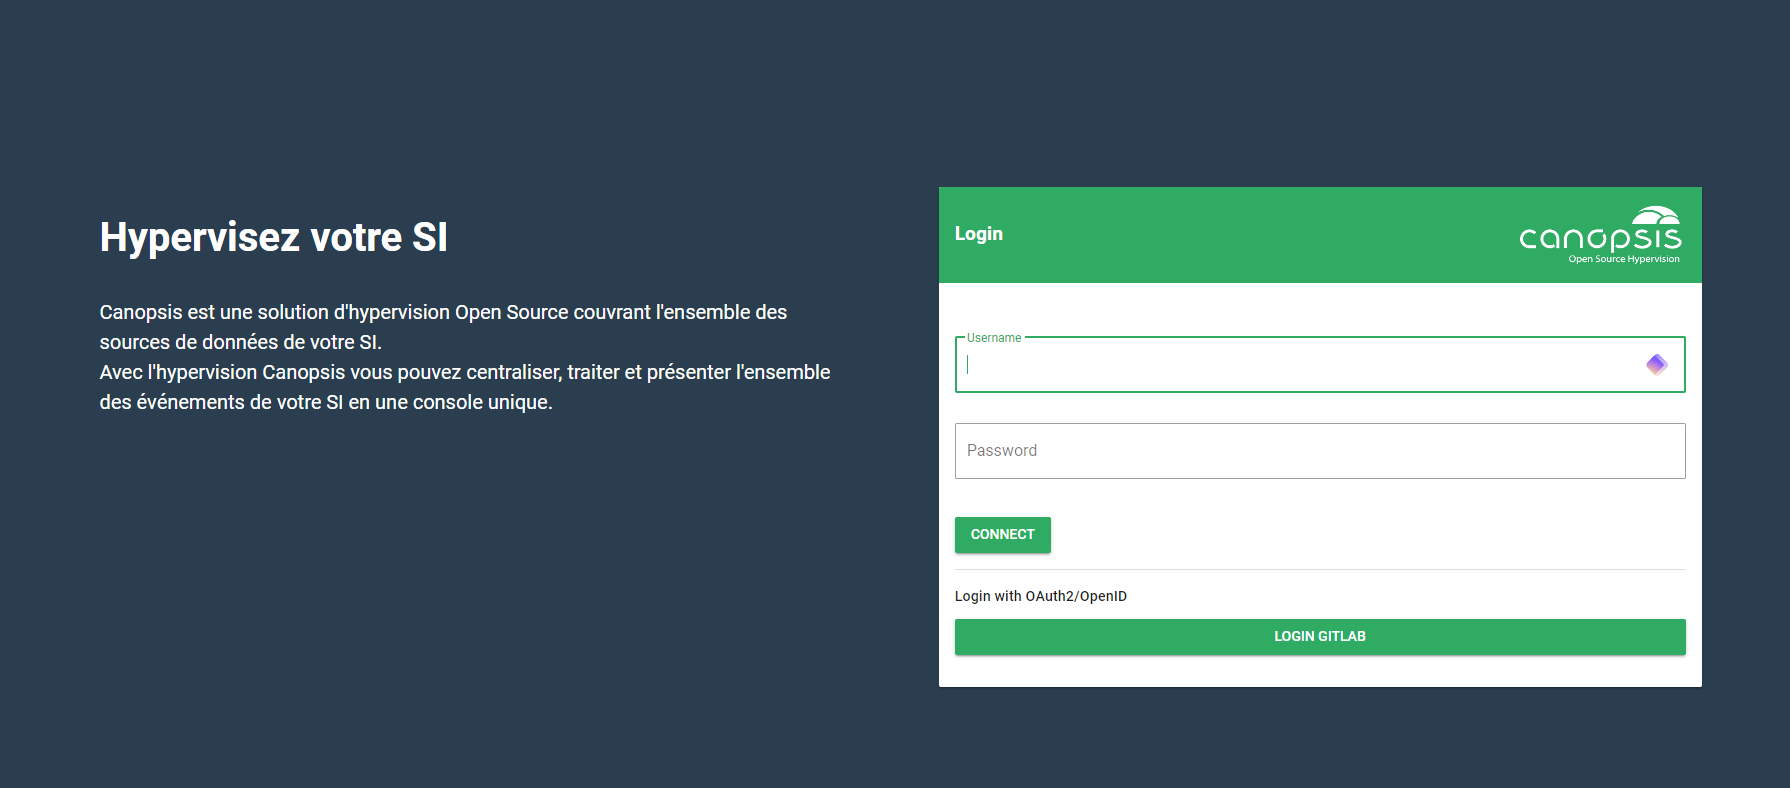 Hypervisez votre SI
Canopsis est une solution d'hypervision Open Source couvrant l'ensemble des
sources de données de votre SI.
Avec l'hypervision Canopsis vous pouvez centraliser, traiter et présenter l'ensemble
des événements de votre SI en une console unique.
Login
canopsis
Open Source Hypervision
Username
Password
CONNECT
Login with OAuth2/OpenID
LOGIN GITLAB